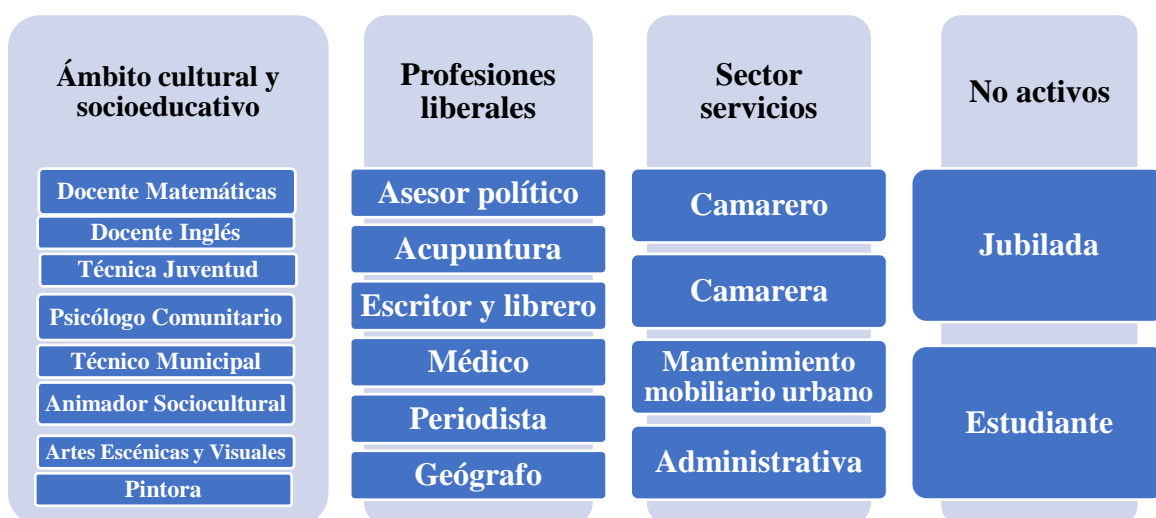 Ámbito cultural y
socioeducativo
Docente Matemáticas
Docente Inglés
Técnica Juventud
Psicólogo Comunitario
Técnico Municipal
Animador Sociocultural
Artes Escénicas y Visuales
Pintora
Profesiones
liberales
Asesor político
Acupuntura
Escritor y librero
Médico
Periodista
Geógrafo
Sector
servicios
Camarero
Camarera
Mantenimiento
mobiliario urbano
Administrativa
No activos
Jubilada
Estudiante